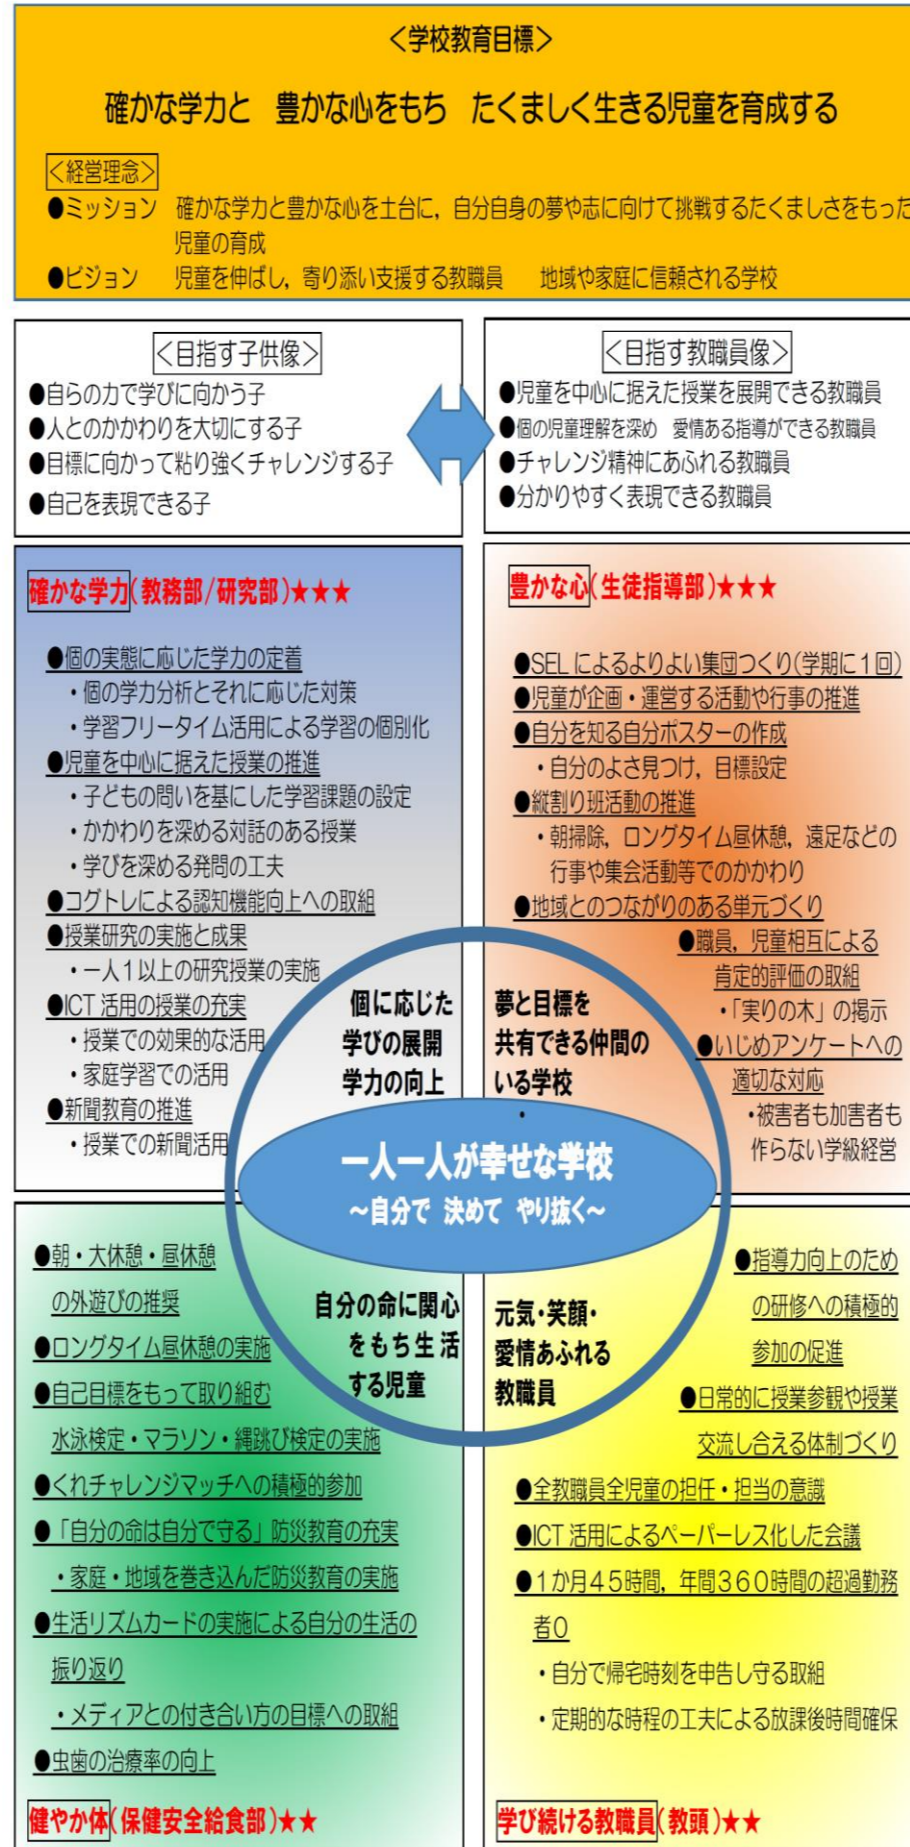 ＜学校教育目標＞
確かな学力と　豊かな心をもち　たくましく生きる児童を育成する
＜経営理念＞
●ミッション　確かな学力と豊かな心を土台に，自分自身の夢や志に向けて挑戦するたくましさをもった
児童の育成
●ビジョン　児童を伸ばし，寄り添い支援する教職員　地域や家庭に信頼される学校
＜目指す子供像＞
●自らの力で学びに向かう子
●人とのかかわりを大切にする子
●目標に向かって粘り強くチャレンジする子
●自己を表現できる子
＜目指す教職員像＞
●児童を中心に据えた授業を展開できる教職員
●個の児童理解を深め　愛情ある指導ができる教職員
●チャレンジ精神にあふれる教職員
●分かりやすく表現できる教職員
確かな学力(教務部/研究部)★★★
●個の実態に応じた学力の定着
・個の学力分析とそれに応じた対策
・学習フリータイム活用による学習の個別化
●児童を中心に据えた授業の推進
・子どもの問いを基にした学習課題の設定
・かかわりを深める対話のある授業
・学びを深める発問の工夫
●コグトレによる認知機能向上への取組
●授業研究の実施と成果
・一人１以上の研究授業の実施
●ICT 活用の授業の充実
・授業での効果的な活用
・家庭学習での活用
●新聞教育の推進
・授業での新聞活用
個に応じた
学びの展開
学力の向上
豊かな心(生徒指導部)★★★
●SEL によるよりよい集団つくり(学期に１回)
●児童が企画・運営する活動や行事の推進
●自分を知る自分ポスターの作成
・自分のよさ見つけ，目標設定
●縦割り班活動の推進
・朝掃除，ロングタイム昼休憩，遠足などの
行事や集会活動等でのかかわり
●地域とのつながりのある単元づくり
●職員，児童相互による
肯定的評価の取組
・「実りの木」の掲示
●いじめアンケートへの
適切な対応
・被害者も加害者も
作らない学級経営
夢と目標を
共有できる仲間の
いる学校
・
一人一人が幸せな学校
～自分で 決めて やり抜く～
●朝・大休憩・昼休憩
の外遊びの推奨
●ロングタイム昼休憩の実施
●自己目標をもって取り組む
水泳検定・マラソン・縄跳び検定の実施
●くれチャレンジマッチへの積極的参加
●「自分の命は自分で守る」防災教育の充実
・家庭・地域を巻き込んだ防災教育の実施
●生活リズムカードの実施による自分の生活の
振り返り
・メディアとの付き合い方の目標への取組
●虫歯の治療率の向上
健やか体(保健安全給食部)★★
自分の命に関心
をもち生活
する児童
元気・笑顔・
愛情あふれる
教職員
●指導力向上のため
の研修への積極的
参加の促進
●日常的に授業参観や授業
交流し合える体制づくり
●全教職員全児童の担任・担当の意識
●ICT 活用によるペーパーレス化した会議
●１か月４５時間，年間３６０時間の超過勤務
者０
・自分で帰宅時刻を申告し守る取組
・定期的な時程の工夫による放課後時間確保
学び続ける教職員(教頭)★★